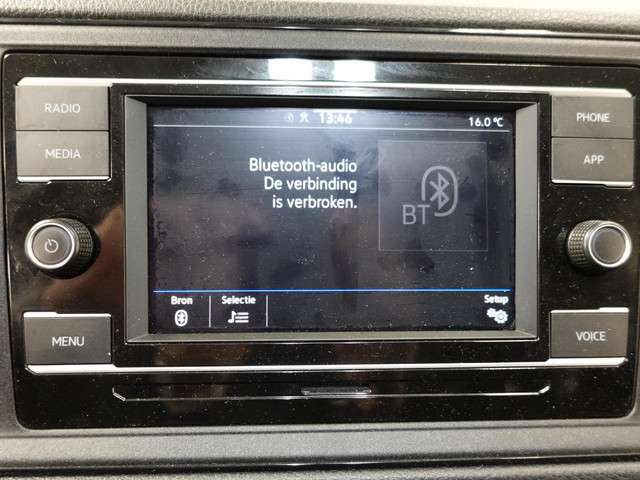 RADIO
MEDIA
MENU
PHONE
APP
VOICE
13:46
16.0 °C
Bluetooth-audio
De verbinding
is verbroken.
BT
Bron
Selectie
Setup